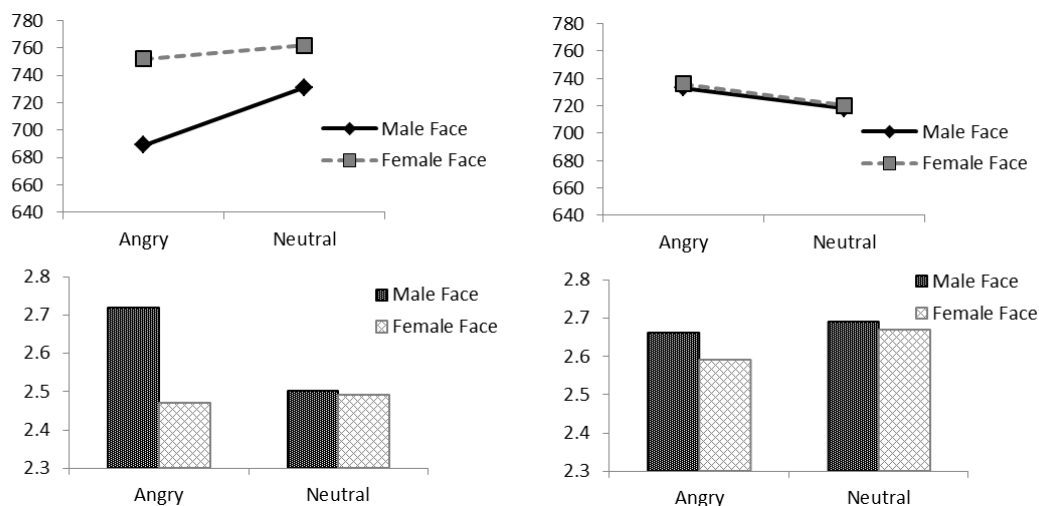 780
760
740
720
700
680
660
640
Male Face
Female Face
Angry Neutral
780
760
740
720
700
680
660
640
Male Face
Female Face
Angry Neutral
2.8
2.7
2.6
2.5
2.4
2.3
Male Face
Female Face
Angry Neutral
2.8
2.7
2.6
2.5
2.4
2.3
Male Face
Female Face
Angry Neutral